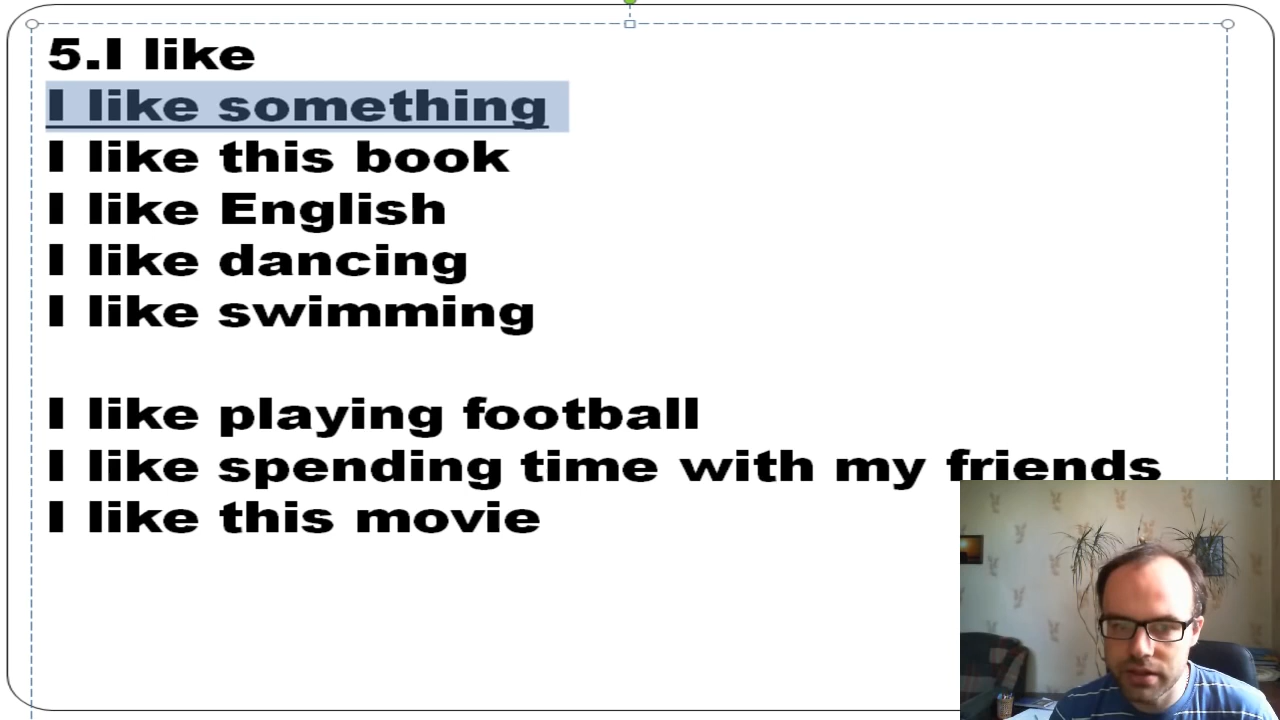 5.I like
I like something
I like this book
I like English
I like dancing
I like swimming
I like playing football
I like spending time with my friends
I like this movie